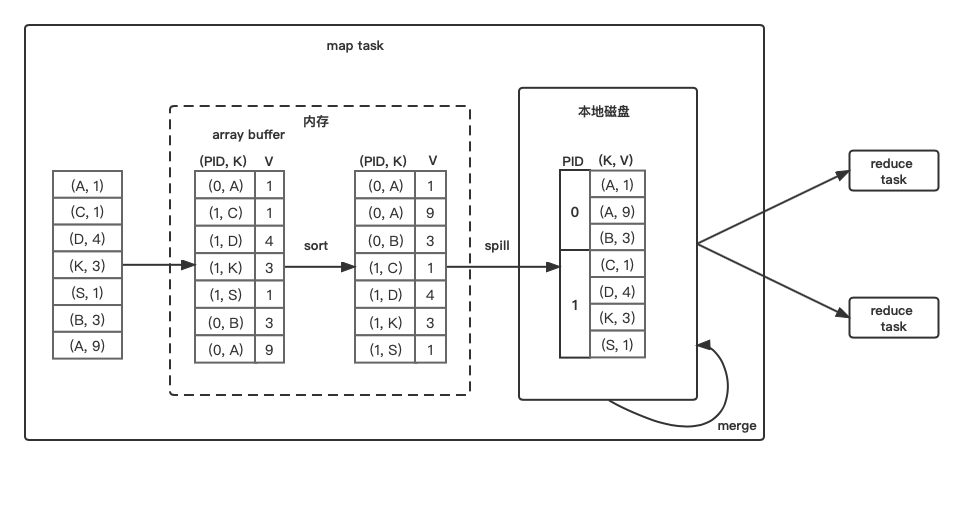 map task
内存
array buffer
本地磁盘
(PID, K) V
(PID, K) V
PID (K, V)
(A, 1)
(C, 1)
(D, 4)
(K, 3)
(S, 1)
(B, 3)
(A, 9)
(0, A) 1
(1, C) 1
(1, D) 4
(1, K) 3
(1, S) 1
(0, B) 3
(0, A) 9
sort
(0, A) 1
(0, A) 9
(0, B) 3
(1, C) 1
(1, D) 4
(1, K) 3
(1, S) 1
spill
0
1
(A, 1)
(A, 9)
(B, 3)
(C, 1)
(D, 4)
(K, 3)
(S, 1)
merge
reduce
task
reduce
task